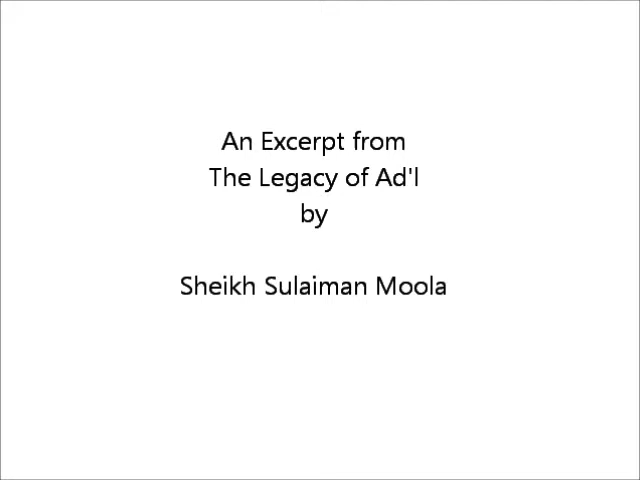 An Excerpt from
The Legacy of Ad'l
by
Sheikh Sulaiman Moola